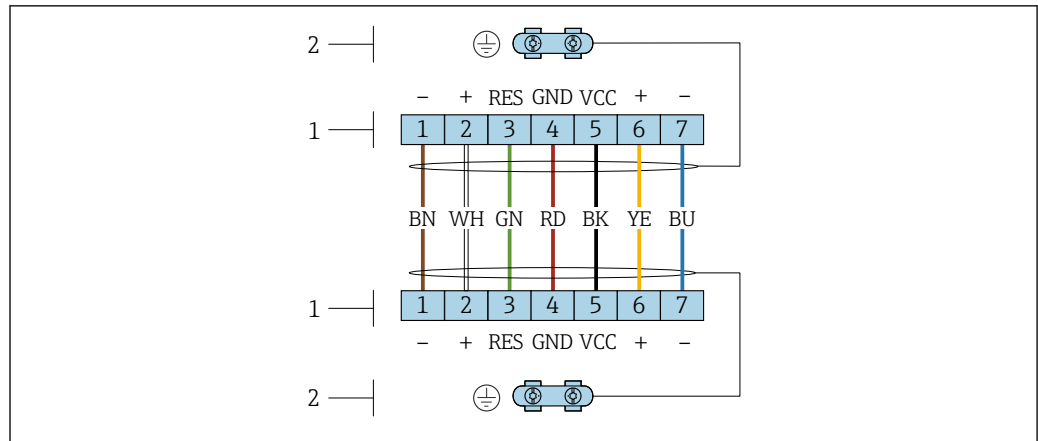 2
– + RES GND VCC + –
1 1 2 3 4 5 6 7
BN WH GN RD BK YE BU
1 1 2 3 4 5 6 7
– + RES GND VCC + –
2